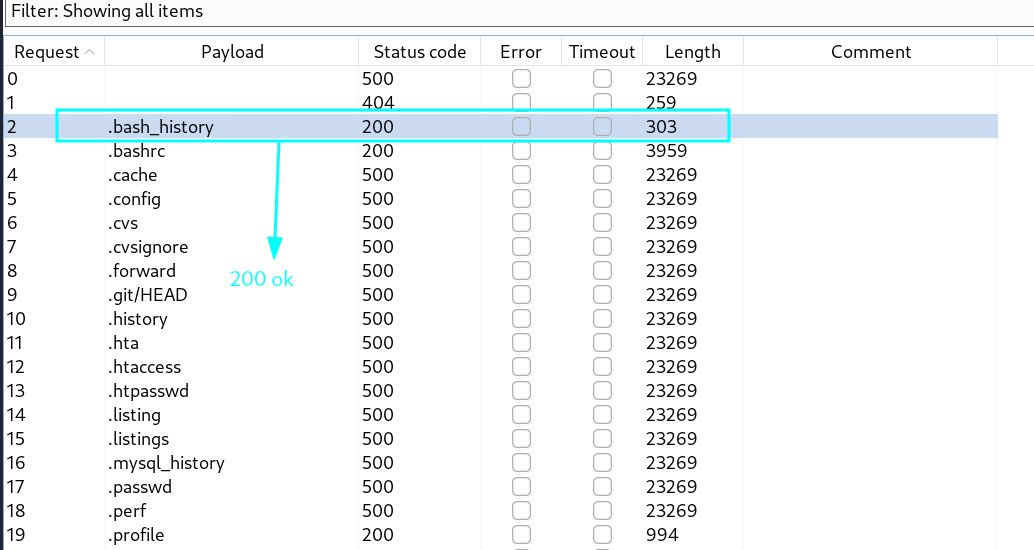 Filter: Showing all items
Request Payload Status code Error Timeout Length Comment
0 500 23269
1 404 259
2 .bash_history 200 303
3 .bashrc 200 3959
4 .cache 500 23269
5 .config 500 23269
6 .cvs 500 23269
7 .cvsignore 500 23269
8 .forward 500 23269
200 ok
9 .git/HEAD 500 23269
10 .history 500 23269
11 .hta 500 23269
12 .htaccess 500 23269
13 .htpasswd 500 23269
14 .listing 500 23269
15 .listings 500 23269
16 .mysql_history 500 23269
17 .passwd 500 23269
18 .perf 500 23269
19 .profile 200 994